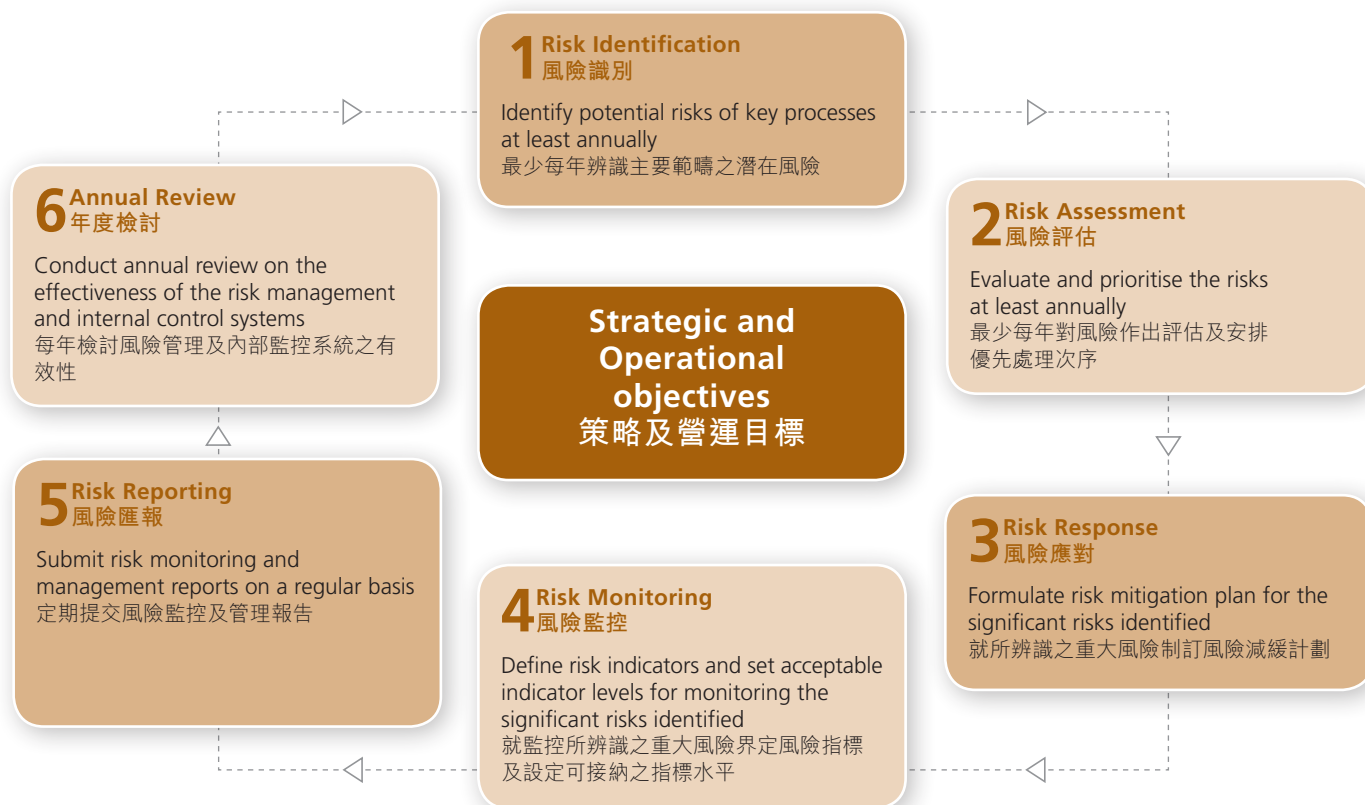 1 Risk Identification
風險識別
Identify potential risks of key processes
at least annually
最少每年辨識主要範疇之潛在風險
2 Risk Assessment
風險評估
Evaluate and prioritise the risks
at least annually
最少每年對風險作出評估及安排
優先處理次序
3 Risk Response
風險應對
Formulate risk mitigation plan for the
significant risks identified
就所辨識之重大風險制訂風險減緩計劃
4 Risk Monitoring
風險監控
Define risk indicators and set acceptable
indicator levels for monitoring the
significant risks identified
就監控所辨識之重大風險界定風險指標
及設定可接納之指標水平
5 Risk Reporting
風險匯報
Submit risk monitoring and
management reports on a regular basis
定期提交風險監控及管理報告
6 Annual Review
年度檢討
Conduct annual review on the
effectiveness of the risk management
and internal control systems
每年檢討風險管理及內部監控系統之有
效性
Strategic and
Operational
objectives
策略及營運目標